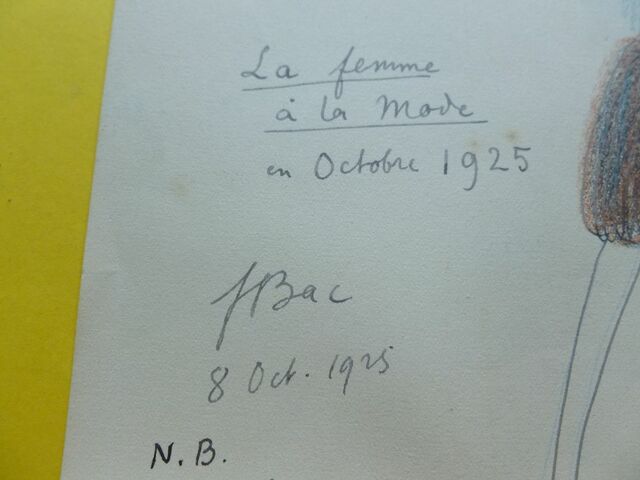 La femme
à la Mode
en Octobre 1925
FBac
8 Oct. 1925
N.B.